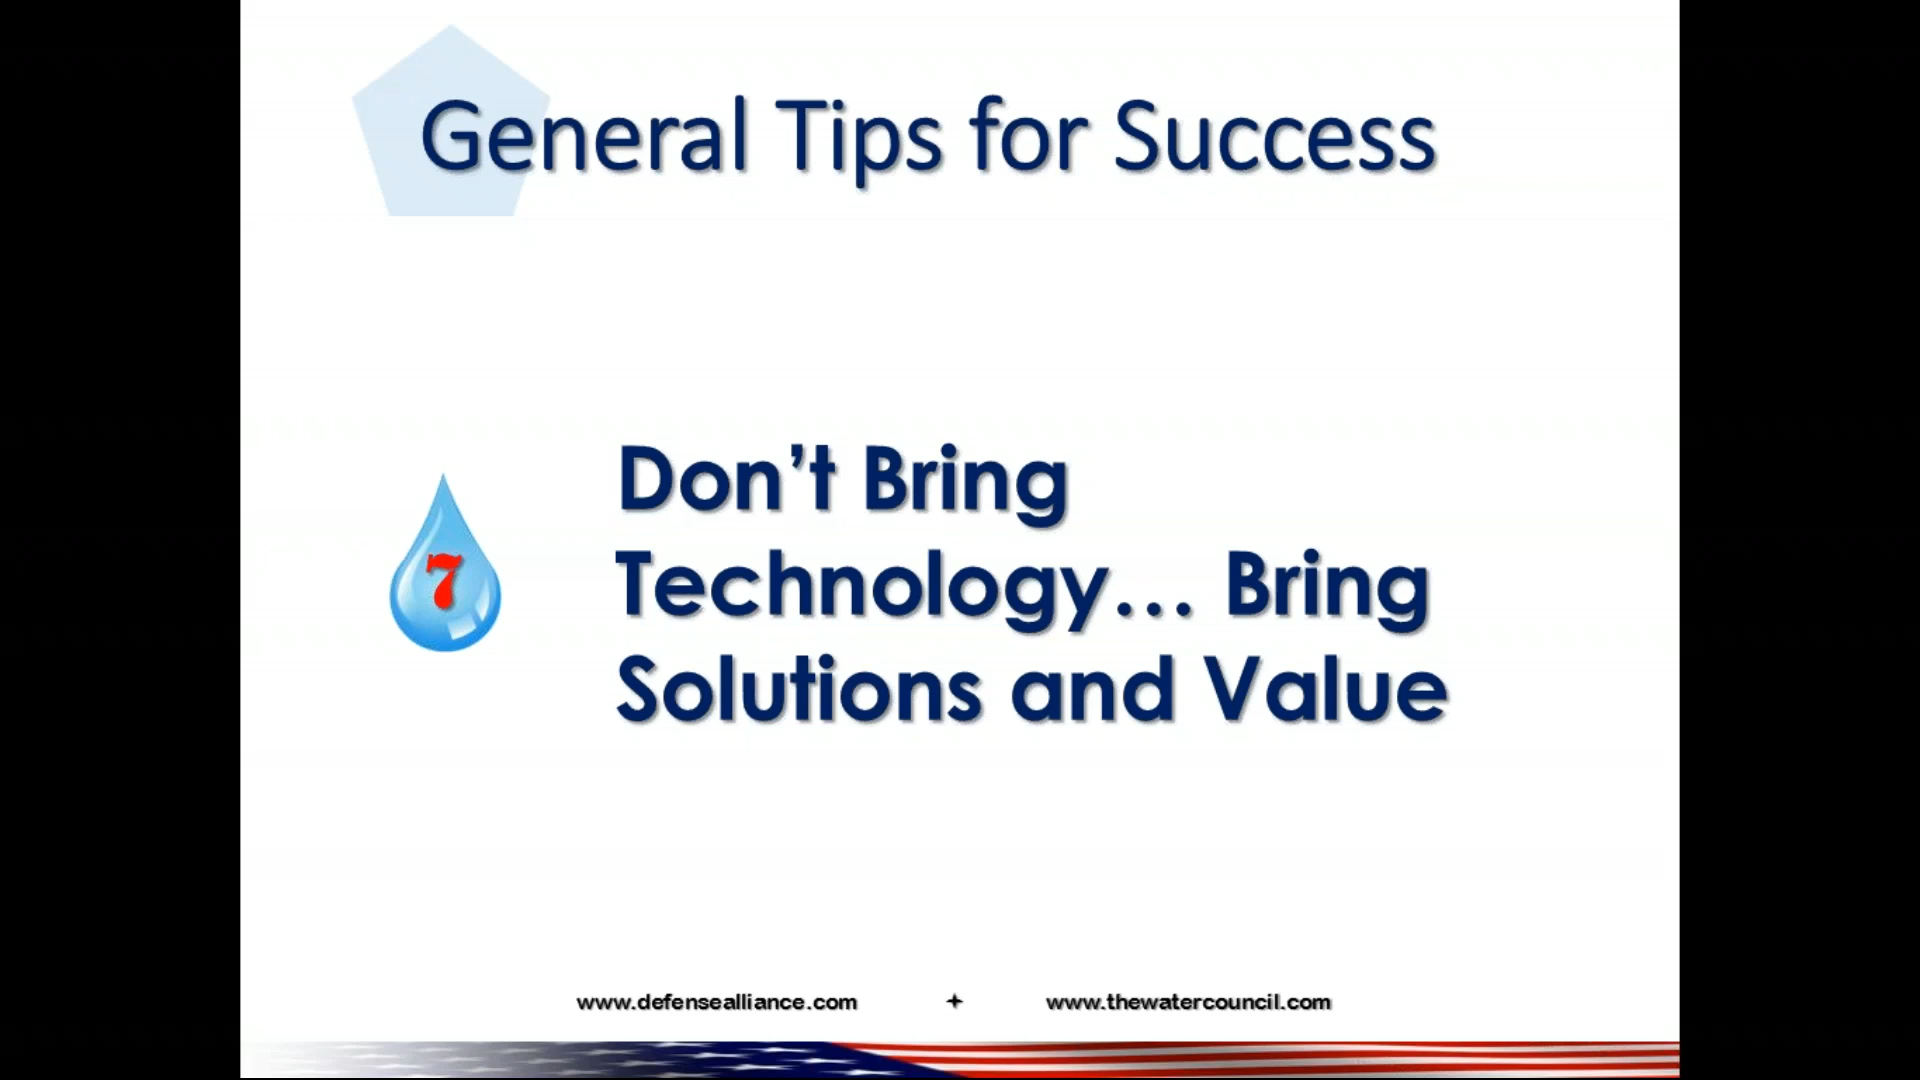 General Tips for Success
Don't Bring
Technology... Bring
Solutions and Value
7
www.defensealliance.com + www.thewatercouncil.com